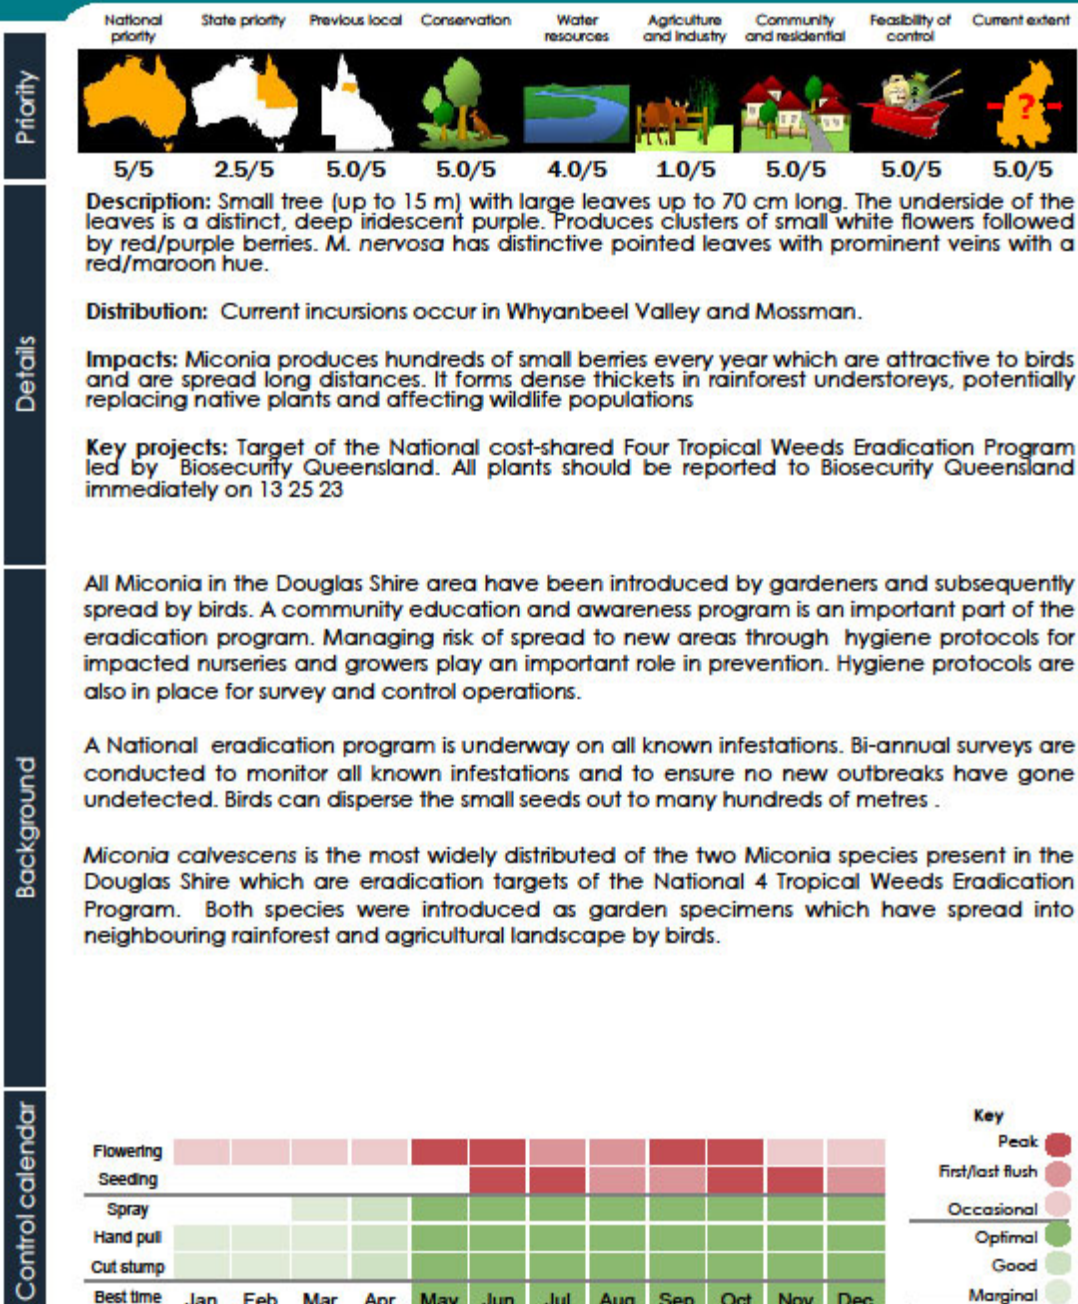 National priority
State priority
Previous local
Conservation
Water resources
Agriculture and industry
Community and residential
Feasibility of control
Current extent
Priority
?
5/5 2.5/5 5.0/5 5.0/5 4.0/5 1.0/5 5.0/5 5.0/5 5.0/5
Details
Description: Small tree (up to 15 m) with large leaves up to 70 cm long. The underside of the
leaves is a distinct, deep iridescent purple. Produces clusters of small white flowers followed
by red/purple berries. M. nervosa has distinctive pointed leaves with prominent veins with a
red/maroon hue.
Distribution: Current incursions occur in Whyanbeel Valley and Mossman.
Impacts: Miconia produces hundreds of small berries every year which are attractive to birds
and are spread long distances. It forms dense thickets in rainforest understoreys, potentially
replacing native plants and affecting wildlife populations
Key projects: Target of the National cost-shared Four Tropical Weeds Eradication Program
led by Biosecurity Queensland. All plants should be reported to Biosecurity Queensland
immediately on 13 25 23
Background
All Miconia in the Douglas Shire area have been introduced by gardeners and subsequently
spread by birds. A community education and awareness program is an important part of the
eradication program. Managing risk of spread to new areas through hygiene protocols for
impacted nurseries and growers play an important role in prevention. Hygiene protocols are
also in place for survey and control operations.
A National eradication program is underway on all known infestations. Bi-annual surveys are
conducted to monitor all known infestations and to ensure no new outbreaks have gone
undetected. Birds can disperse the small seeds out to many hundreds of metres .
Miconia calvescens is the most widely distributed of the two Miconia species present in the
Douglas Shire which are eradication targets of the National 4 Tropical Weeds Eradication
Program. Both species were introduced as garden specimens which have spread into
neighbouring rainforest and agricultural landscape by birds.
Control calendar
Flowering
Seeding
Spray
Hand pull
Cut stump
Best time Jan Feb Mar Apr May Jun Jul Aug Sep Oct Nov Dec
Key
Peak
First/last flush
Occasional
Optimal
Good
Marginal